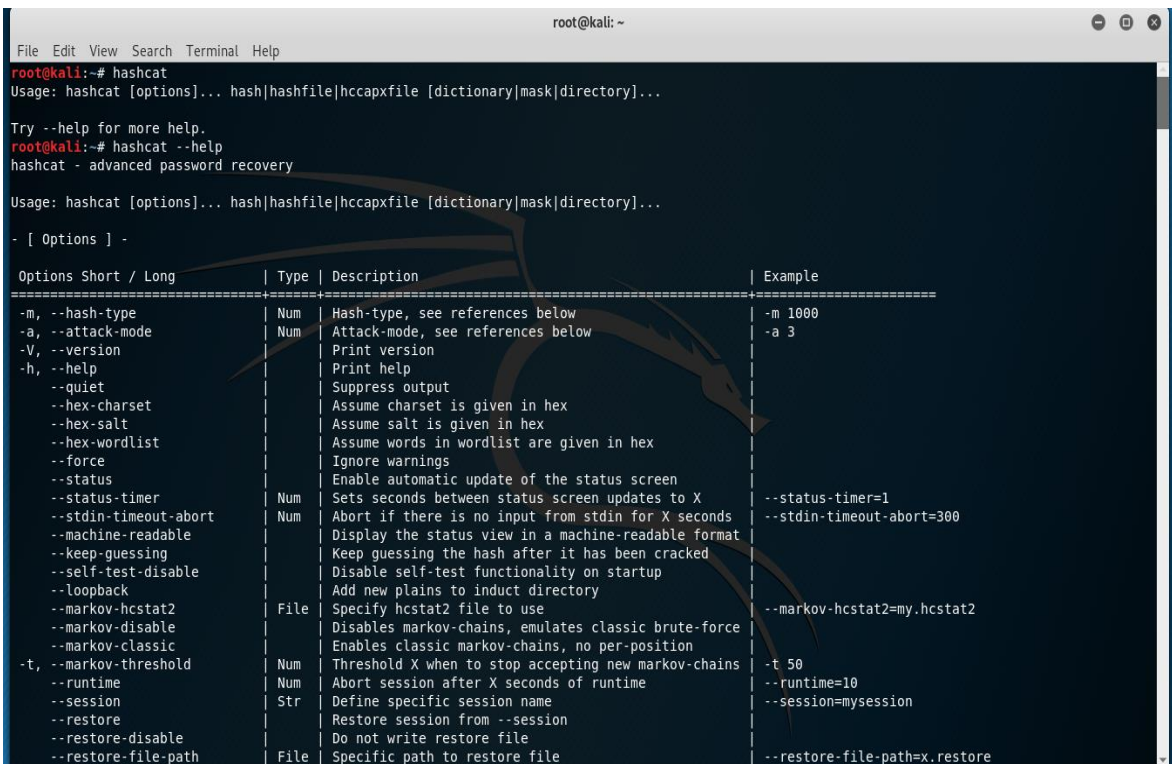 root@kali: ~
File Edit View Search Terminal Help
root@kali:~# hashcat
Usage: hashcat [options]... hash|hashfile|hccapxfile [dictionary|mask|directory]...
Try --help for more help.
root@kali:~# hashcat --help
hashcat - advanced password recovery
Usage: hashcat [options]... hash|hashfile|hccapxfile [dictionary|mask|directory]...
- [ Options ] -
Options Short / Long | Type | Description | Example
================================+======+======================================================+=======================
-m, --hash-type | Num | Hash-type, see references below | -m 1000
-a, --attack-mode | Num | Attack-mode, see references below | -a 3
-V, --version | | Print version |
-h, --help | | Print help |
--quiet | | Suppress output |
--hex-charset | | Assume charset is given in hex |
--hex-salt | | Assume salt is given in hex |
--hex-wordlist | | Assume words in wordlist are given in hex |
--force | | Ignore warnings |
--status | | Enable automatic update of the status screen |
--status-timer | Num | Sets seconds between status screen updates to X | --status-timer=1
--stdin-timeout-abort | Num | Abort if there is no input from stdin for X seconds | --stdin-timeout-abort=300
--machine-readable | | Display the status view in a machine-readable format |
--keep-guessing | | Keep guessing the hash after it has been cracked |
--self-test-disable | | Disable self-test functionality on startup |
--loopback | | Add new plains to induct directory |
--markov-hcstat2 | File | Specify hcstat2 file to use | --markov-hcstat2=my.hcstat2
--markov-disable | | Disables markov-chains, emulates classic brute-force |
--markov-classic | | Enables classic markov-chains, no per-position |
-t, --markov-threshold | Num | Threshold X when to stop accepting new markov-chains | -t 50
--runtime | Num | Abort session after X seconds of runtime | --runtime=10
--session | Str | Define specific session name | --session=mysession
--restore | | Restore session from --session |
--restore-disable | | Do not write restore file |
--restore-file-path | File | Specific path to restore file | --restore-file-path=x.restore